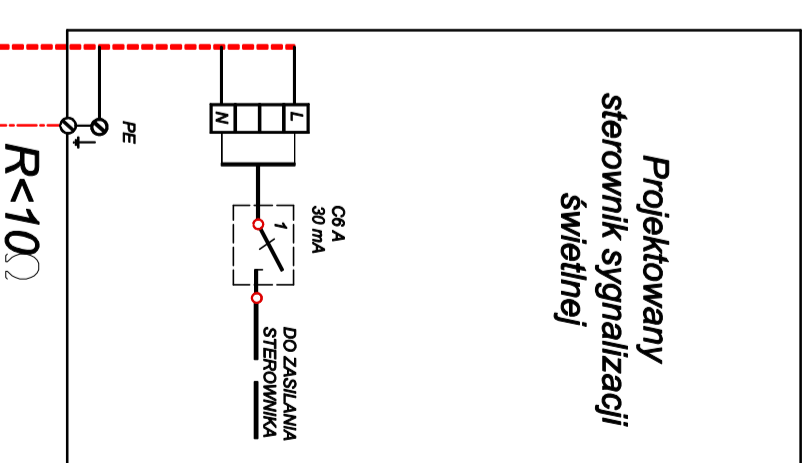 Projektowany
sterownik sygnalizacji
świetlnej
L
N
PE
C6 A
30 mA
1
DO ZASILANIA
STEROWNIKA
R<10Ω